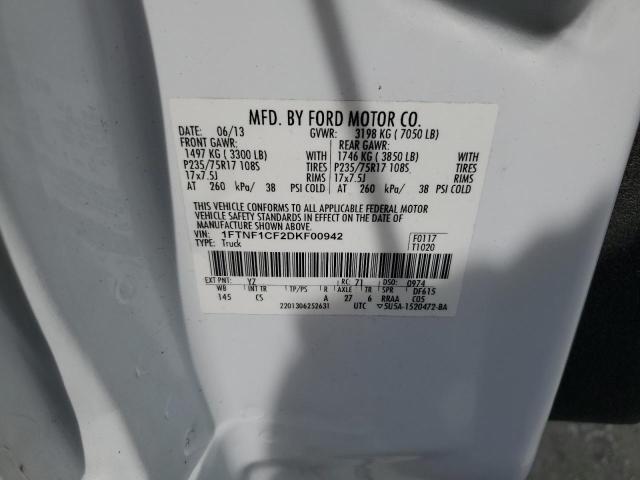 MFD. BY FORD MOTOR CO.
DATE: 06/13 GVWR: 3198 KG ( 7050 LB)
FRONT GAWR: REAR GAWR:
1497 KG ( 3300 LB) WITH 1746 KG ( 3850 LB) WITH
P235/75R17 108S TIRES P235/75R17 108S TIRES
17x7.5J RIMS 17x7.5J RIMS
AT 260 kPa/ 38 PSI COLD AT 260 kPa/ 38 PSI COLD
THIS VEHICLE CONFORMS TO ALL APPLICABLE FEDERAL MOTOR
VEHICLE SAFETY STANDARDS IN EFFECT ON THE DATE OF
MANUFACTURE SHOWN ABOVE.
VIN: 1FTNF1CF2DKF00942 F0117
TYPE: Truck T1020
EXT PNT: YZ RC: 71 DSO: 0974
WB INT TR TP/PS R AXLE TR SPR DF615
145 CS A 27 6 RRAA C05
2201306252631 UTC ▽5U5A-1520472-BA